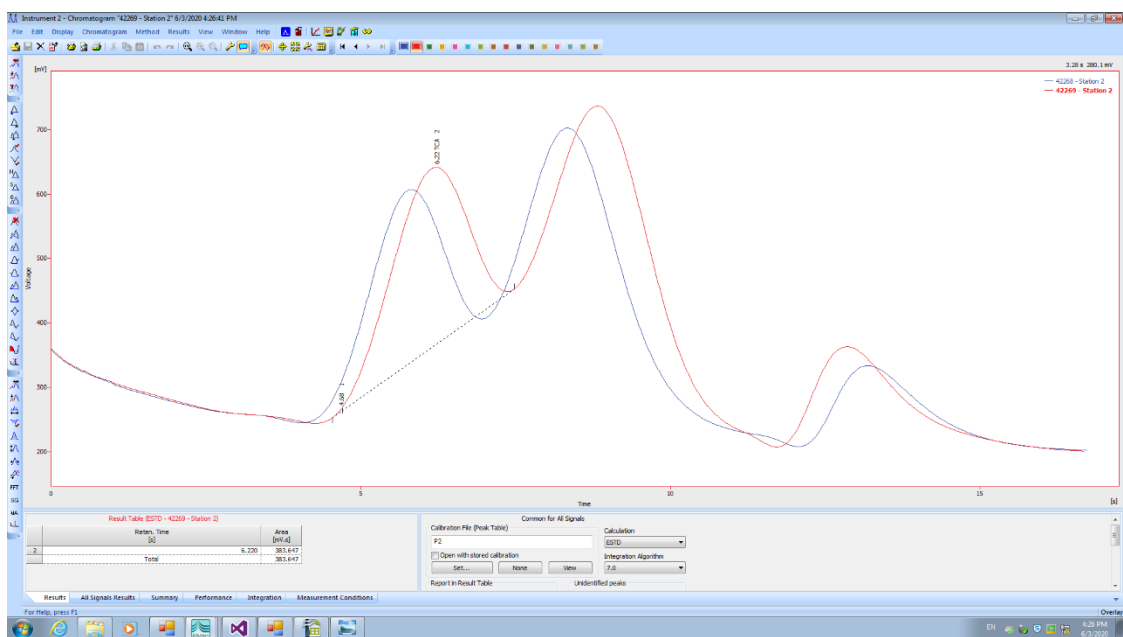 Instrument 2 - Chromatogram "42269 - Station 2" 6/3/2020 4:26:41 PM
File Edit Display Chromatogram Method Results View Window Help
3.28 s 280.1 mV
[mV]
42268 - Station 2
42269 - Station 2
700
6.22 TCA 2
600
500
Voltage
400
300
4.58 1
200
0
5
10
15
Time
[s]
FFT
SG
MA
Result Table (ESTD - 42269 - Station 2)
Reten. Time
[s]
Area
[mV.s]
2 6.220 383.647
Total 383.647
Common for All Signals
Calibration File (Peak Table)
P2
Open with stored calibration
Set... None View
Calculation
ESTD
Integration Algorithm
7.0
Report in Result Table
Unidentified peaks
Results All Signals Results Summary Performance Integration Measurement Conditions
For Help, press F1
Overlay
EN
4:26 PM
6/3/2020